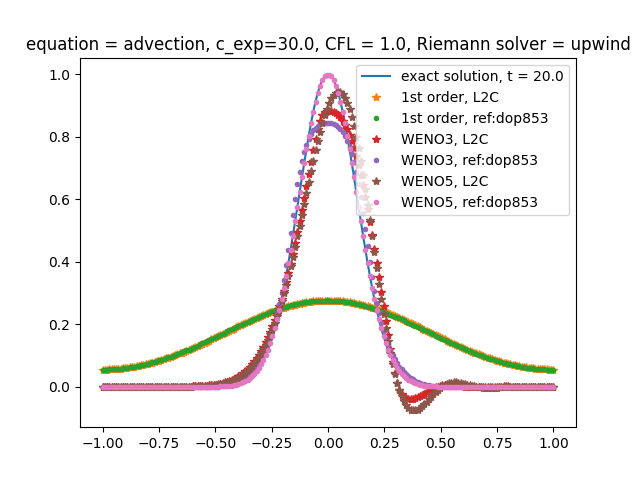 equation = advection, c_exp=30.0, CFL = 1.0, Riemann solver = upwind
exact solution, t = 20.0
1st order, L2C
1st order, ref:dop853
WENO3, L2C
WENO3, ref:dop853
WENO5, L2C
WENO5, ref:dop853
1.0
0.8
0.6
0.4
0.2
0.0
−1.00 −0.75 −0.50 −0.25 0.00 0.25 0.50 0.75 1.00